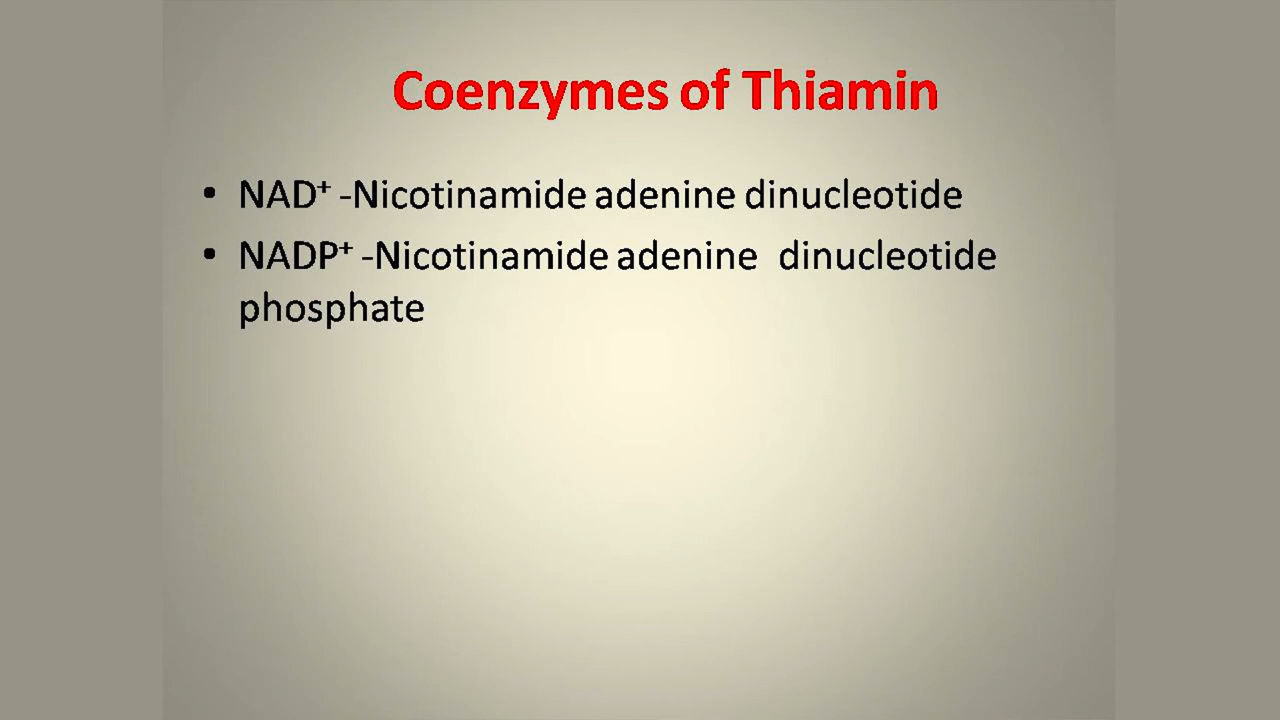 Coenzymes of Thiamin
• NAD⁺ -Nicotinamide adenine dinucleotide
• NADP⁺ -Nicotinamide adenine dinucleotide
phosphate